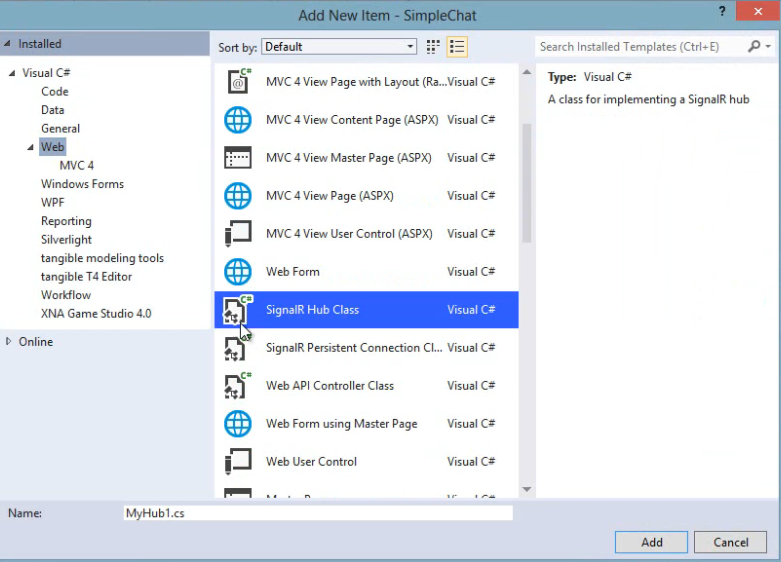 Add New Item - SimpleChat
?
Installed
Sort by: Default
Search Installed Templates (Ctrl+E)
Visual C#
Code
Data
General
Web
MVC 4
Windows Forms
WPF
Reporting
Silverlight
tangible modeling tools
tangible T4 Editor
Workflow
XNA Game Studio 4.0
Online
C#
MVC 4 View Page with Layout (Ra... Visual C#
MVC 4 View Content Page (ASPX) Visual C#
MVC 4 View Master Page (ASPX) Visual C#
MVC 4 View Page (ASPX) Visual C#
MVC 4 View User Control (ASPX) Visual C#
Web Form Visual C#
C#
SignalR Hub Class Visual C#
SignalR Persistent Connection Cl... Visual C#
C#
Web API Controller Class Visual C#
Web Form using Master Page Visual C#
Web User Control Visual C#
Type: Visual C#
A class for implementing a SignalR hub
Name: MyHub1.cs
Add
Cancel